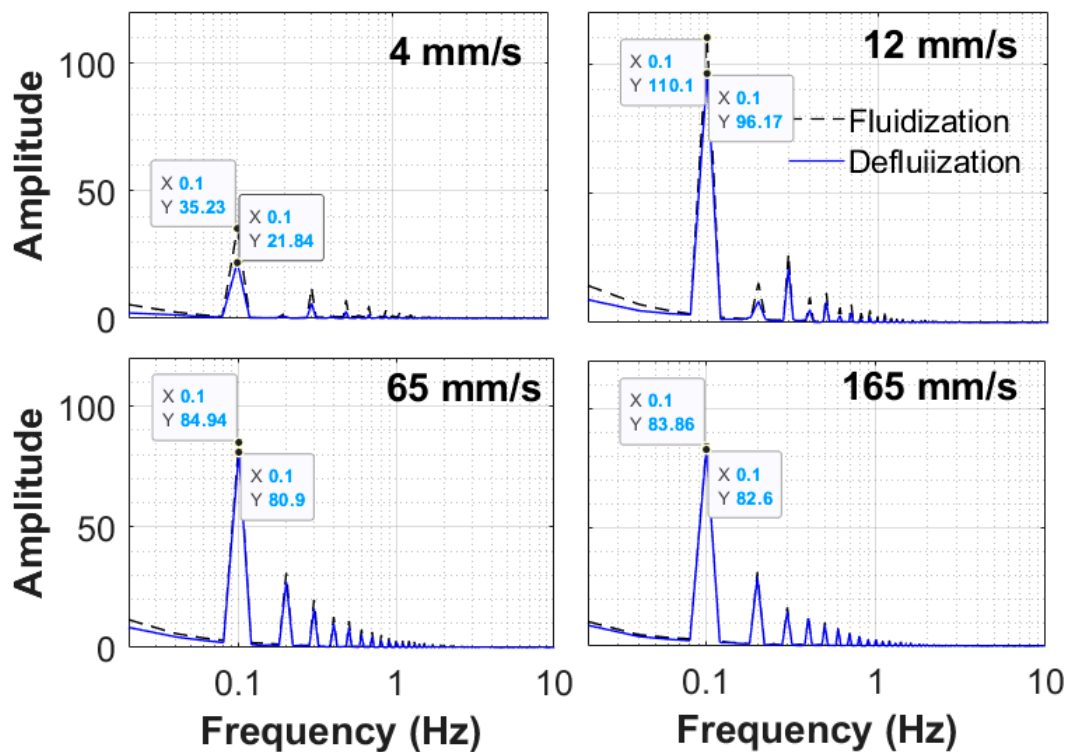 4 mm/s
100
50
0
Amplitude
X 0.1
Y 35.23
X 0.1
Y 21.84
12 mm/s
X 0.1
Y 110.1
X 0.1
Y 96.17
Fluidization
Defluiization
65 mm/s
100
50
0
Amplitude
X 0.1
Y 84.94
X 0.1
Y 80.9
0.1
1
10
Frequency (Hz)
165 mm/s
X 0.1
Y 83.86
X 0.1
Y 82.6
0.1
1
10
Frequency (Hz)